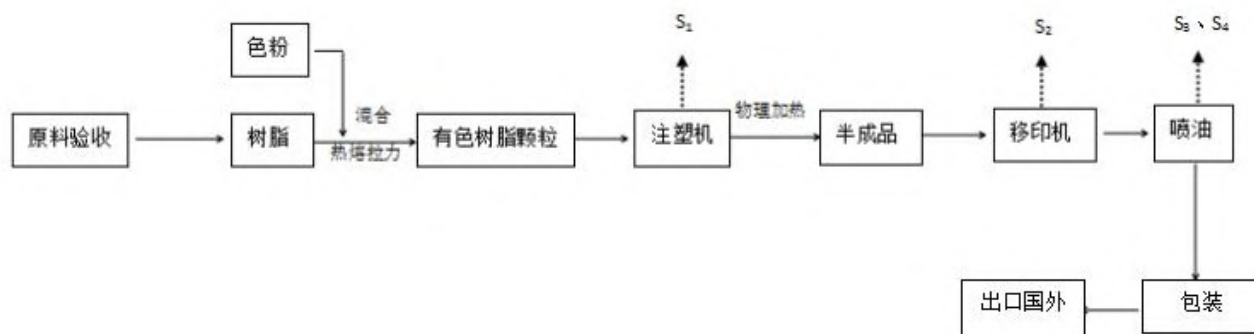 S₁
S₂
S₃、S₄
色粉
混合
物理加热
原料验收
树脂
有色树脂颗粒
注塑机
半成品
移印机
喷油
热熔拉力
出口国外
包装